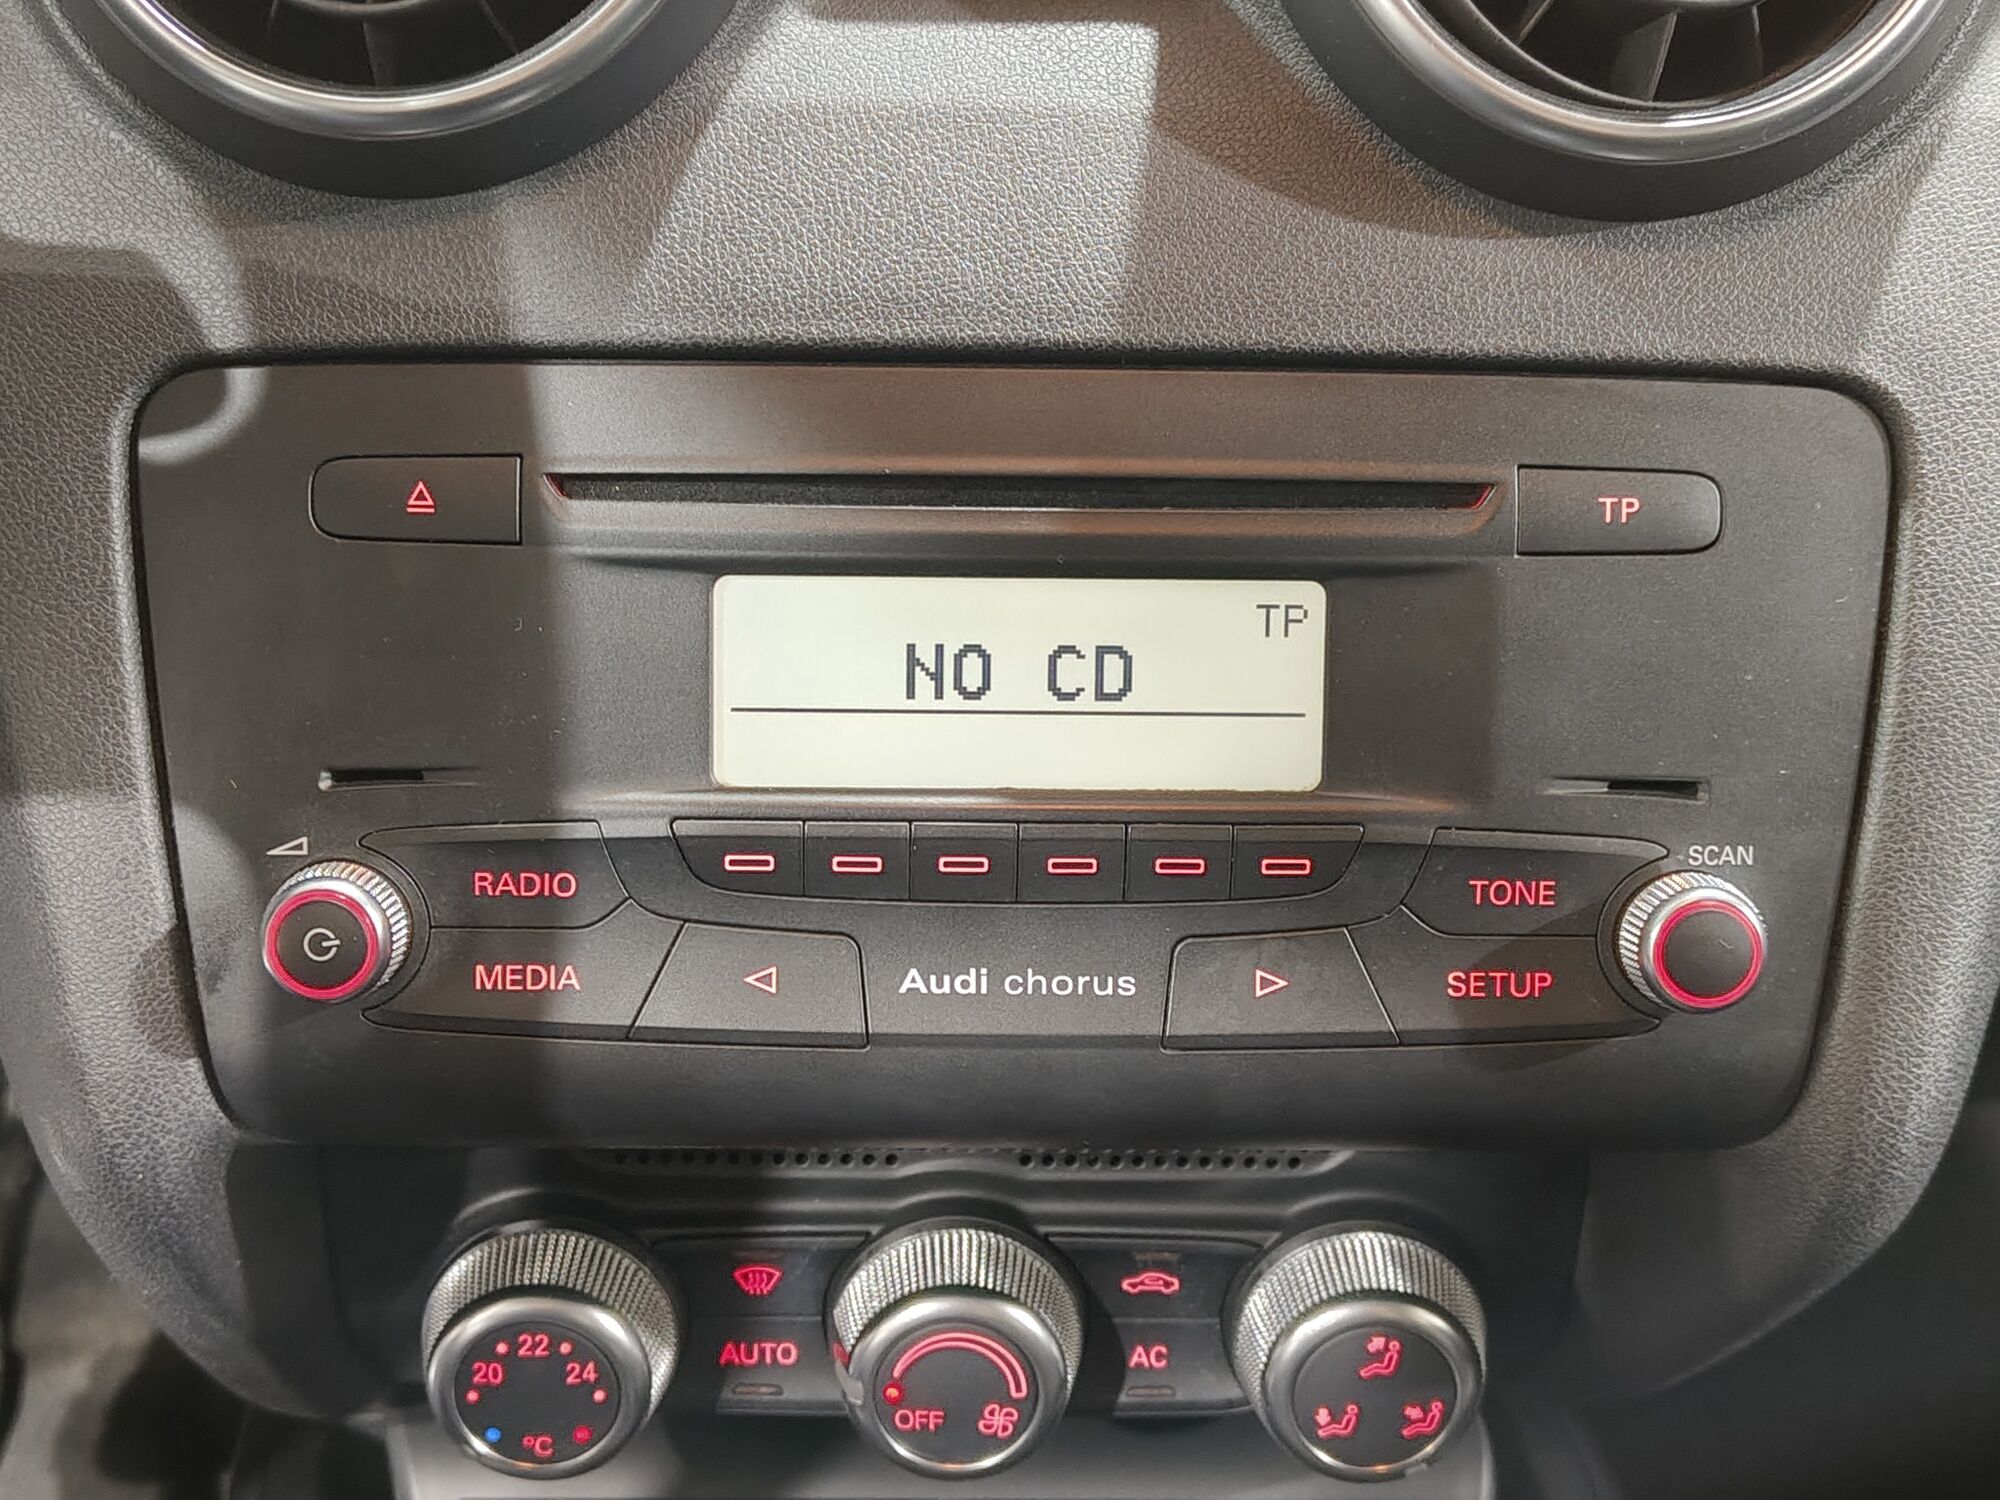 TP
TP
NO CD
SCAN
RADIO
TONE
MEDIA
Audi chorus
SETUP
22
20
24
°C
AUTO
OFF
AC